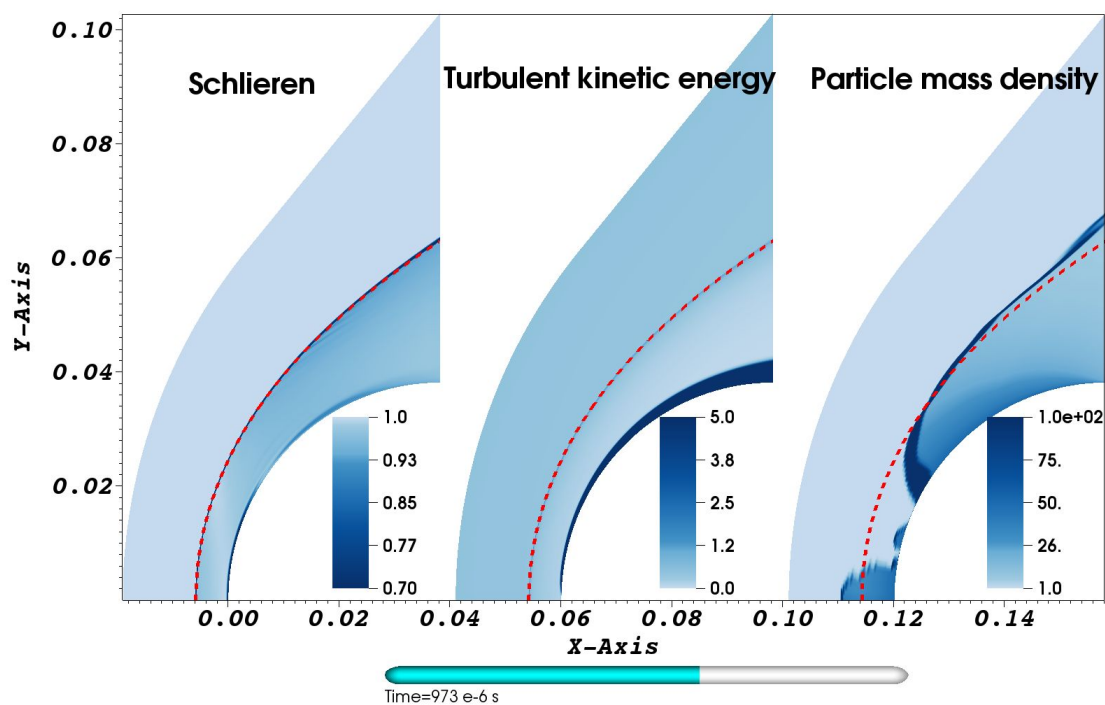 Schlieren
Turbulent kinetic energy
Particle mass density
0.10
0.08
0.06
0.04
0.02
Y-Axis
1.0
0.93
0.85
0.77
0.70
5.0
3.8
2.5
1.2
0.0
1.0e+02
75.
50.
26.
1.0
0.00 0.02 0.04 0.06 0.08 0.10 0.12 0.14
X-Axis
Time=973 e-6 s